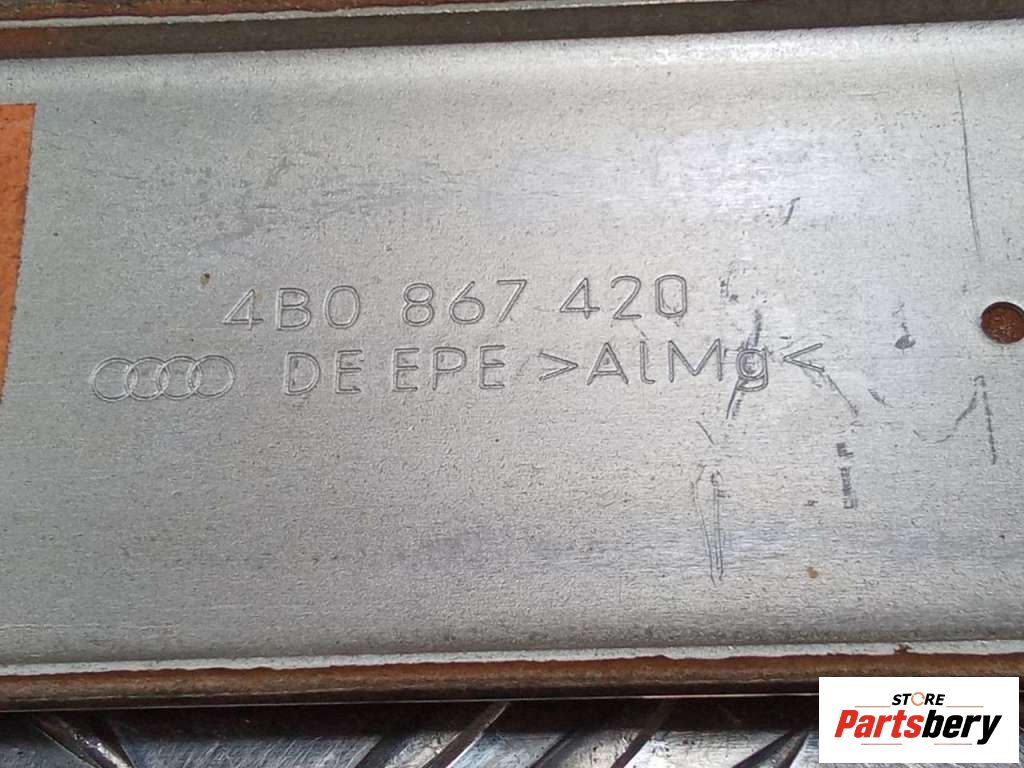 4B0 867 420
DE EPE >AlMg<
STORE
Partsbery